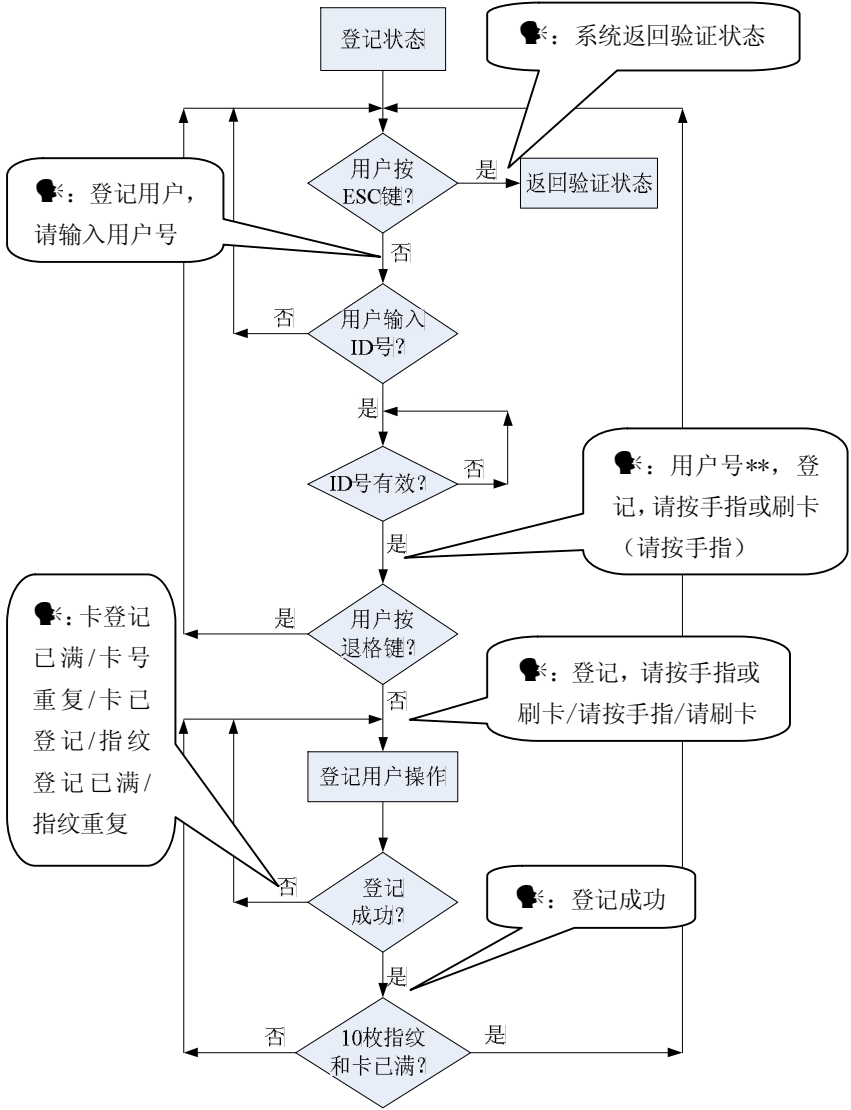 登记状态
：系统返回验证状态
用户按
ESC键？
是
返回验证状态
：登记用户，
请输入用户号
否
用户输入
ID号？
否
是
ID号有效？
否
：用户号**，登
记，请按手指或刷卡
（请按手指）
是
用户按
退格键？
是
：卡登记
已满/卡号
重复/卡已
登记/指纹
登记已满/
指纹重复
否
：登记，请按手指或
刷卡/请按手指/请刷卡
登记用户操作
登记
成功？
否
：登记成功
是
10枚指纹
和卡已满？
否
是